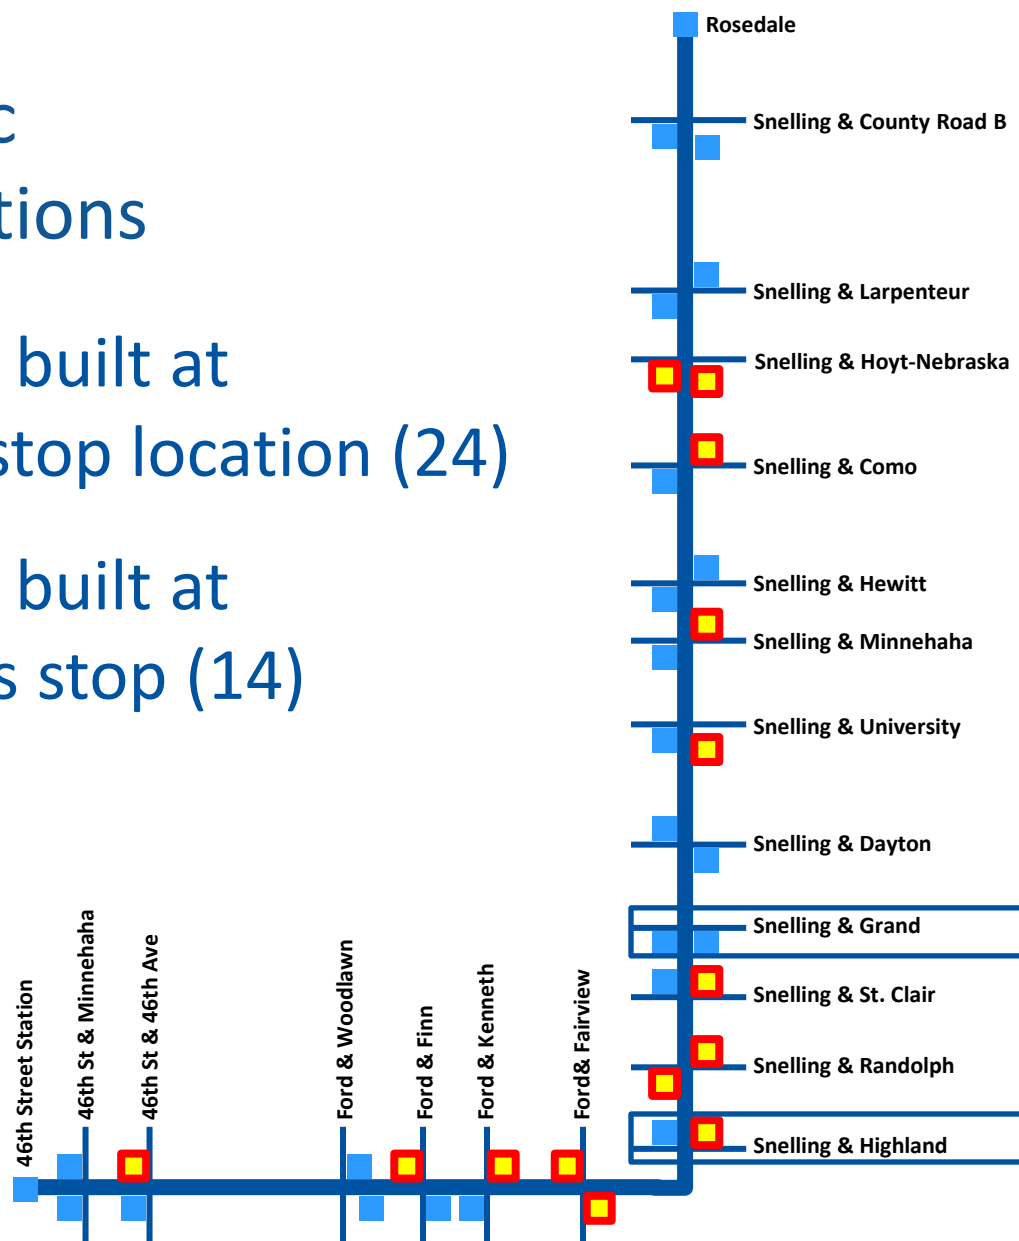 Rosedale
c
Snelling & County Road B
tions
Snelling & Larpenteur
built at
Snelling & Hoyt-Nebraska
stop location (24)
Snelling & Como
built at
Snelling & Hewitt
Snelling & Minnehaha
s stop (14)
Snelling & University
Snelling & Dayton
Snelling & Grand
Snelling & St. Clair
Snelling & Randolph
Snelling & Highland
46th Street Station
46th St & Minnehaha
46th St & 46th Ave
Ford & Woodlawn
Ford & Finn
Ford & Kenneth
Ford& Fairview